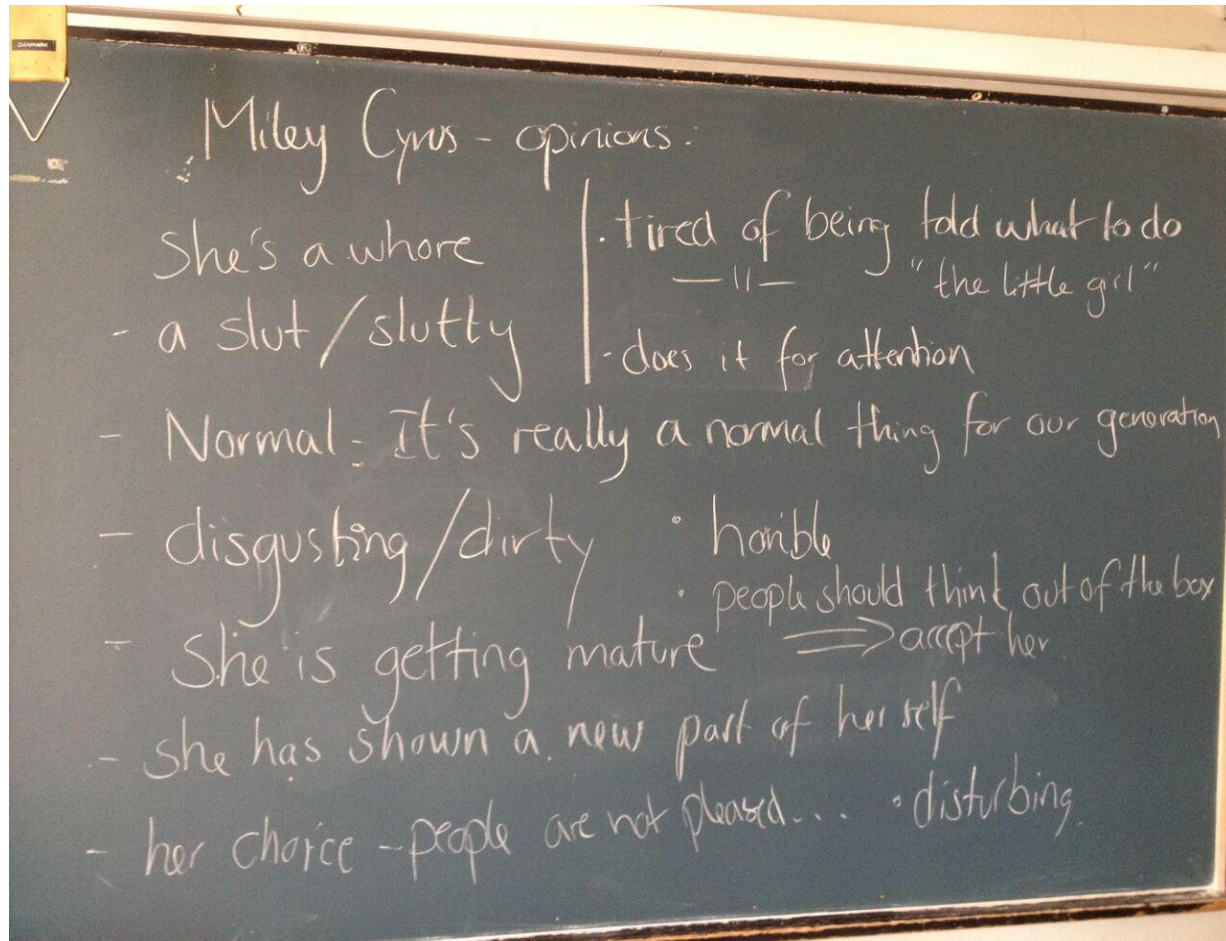 DANMARK
Miley Cyrus - opinions:
She's a whore
- a slut / slutty
· tired of being told what to do
—"— "the little girl"
· does it for attention
- Normal - It's really a normal thing for our generation
- disgusting / dirty
· horrible
· people should think out of the box
⇒ accept her
- She is getting mature
- she has shown a new part of her self
- her choice - people are not pleased...
· disturbing.